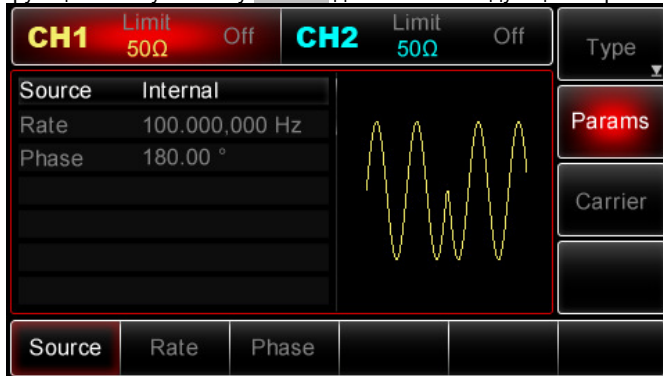 CH1 Limit Off CH2 Limit Off Type
50Ω 50Ω
Source Internal
Rate 100.000,000 Hz Params
Phase 180.00 °
Carrier
Source Rate Phase